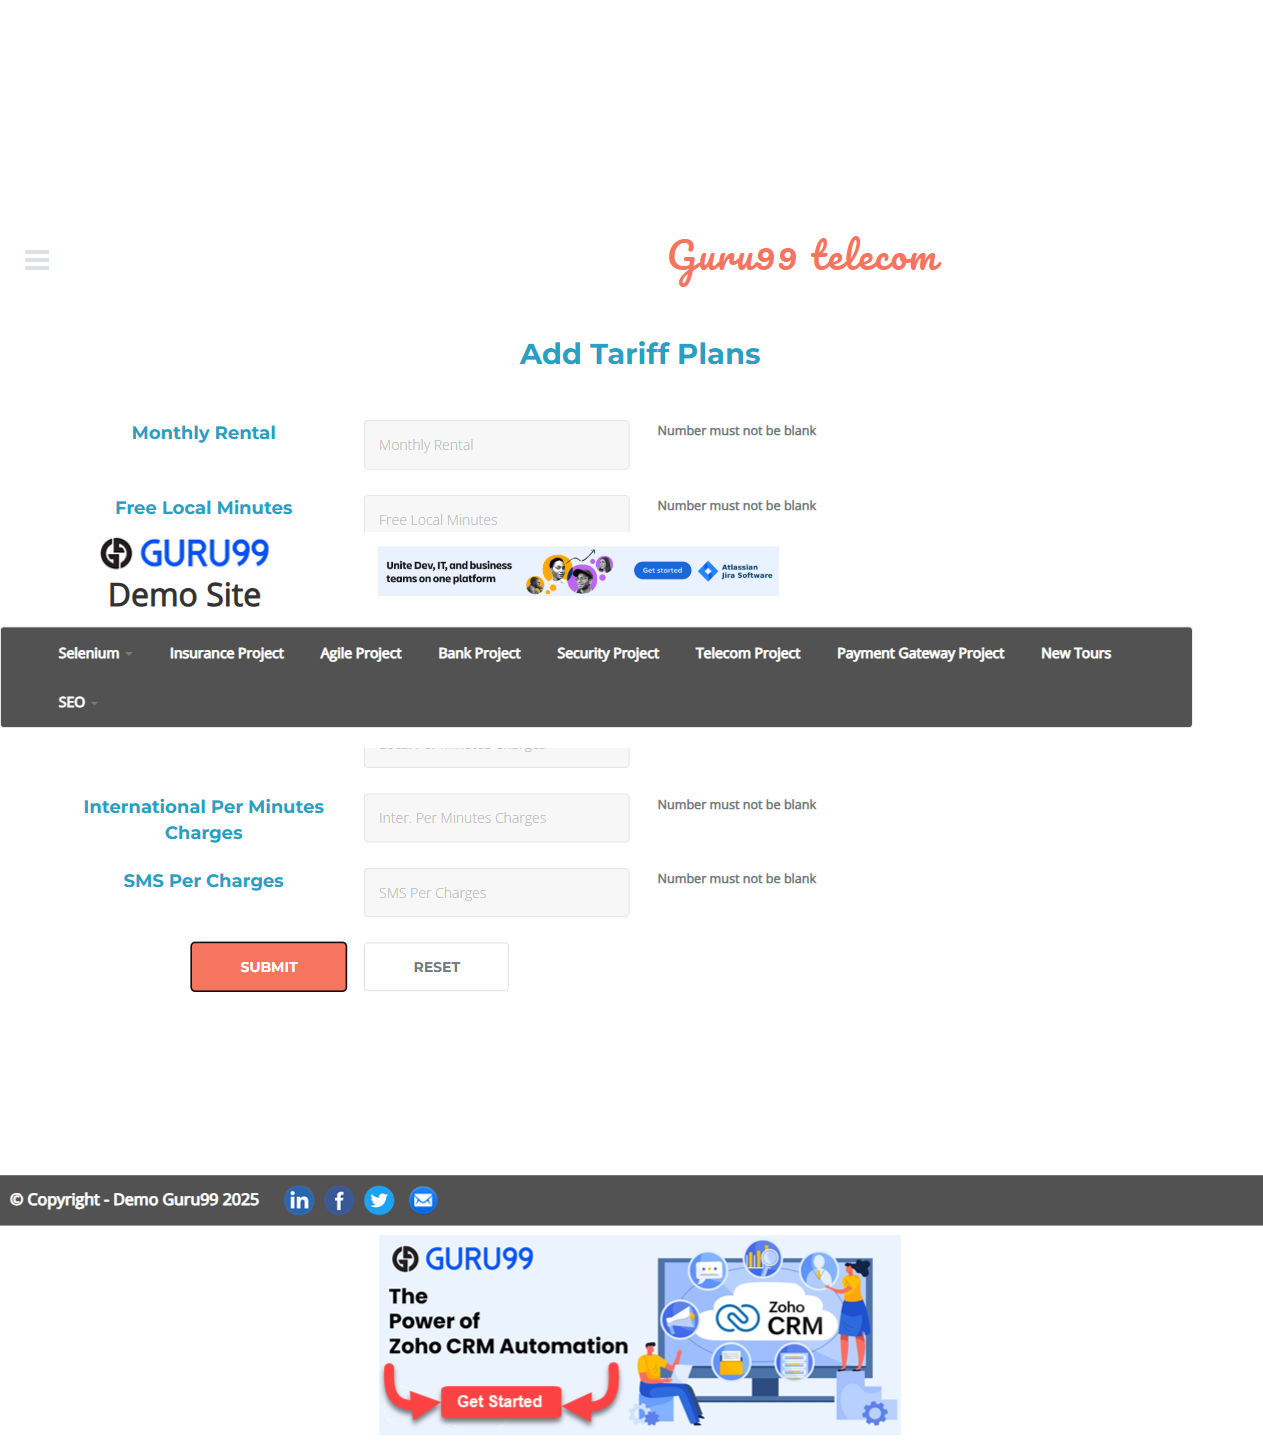 Guru99 telecom
Add Tariff Plans
Monthly Rental
Monthly Rental
Number must not be blank
Free Local Minutes
Free Local Minutes
Number must not be blank
GURU99
Demo Site
Unite Dev, IT, and business
teams on one platform
Get started
Atlassian
Jira Software
Selenium
Insurance Project
Agile Project
Bank Project
Security Project
Telecom Project
Payment Gateway Project
New Tours
SEO
International Per Minutes
Charges
Inter. Per Minutes Charges
Number must not be blank
SMS Per Charges
SMS Per Charges
Number must not be blank
SUBMIT
RESET
© Copyright - Demo Guru99 2025
GURU99
The
Power of
Zoho CRM Automation
Get Started
Zoho
CRM